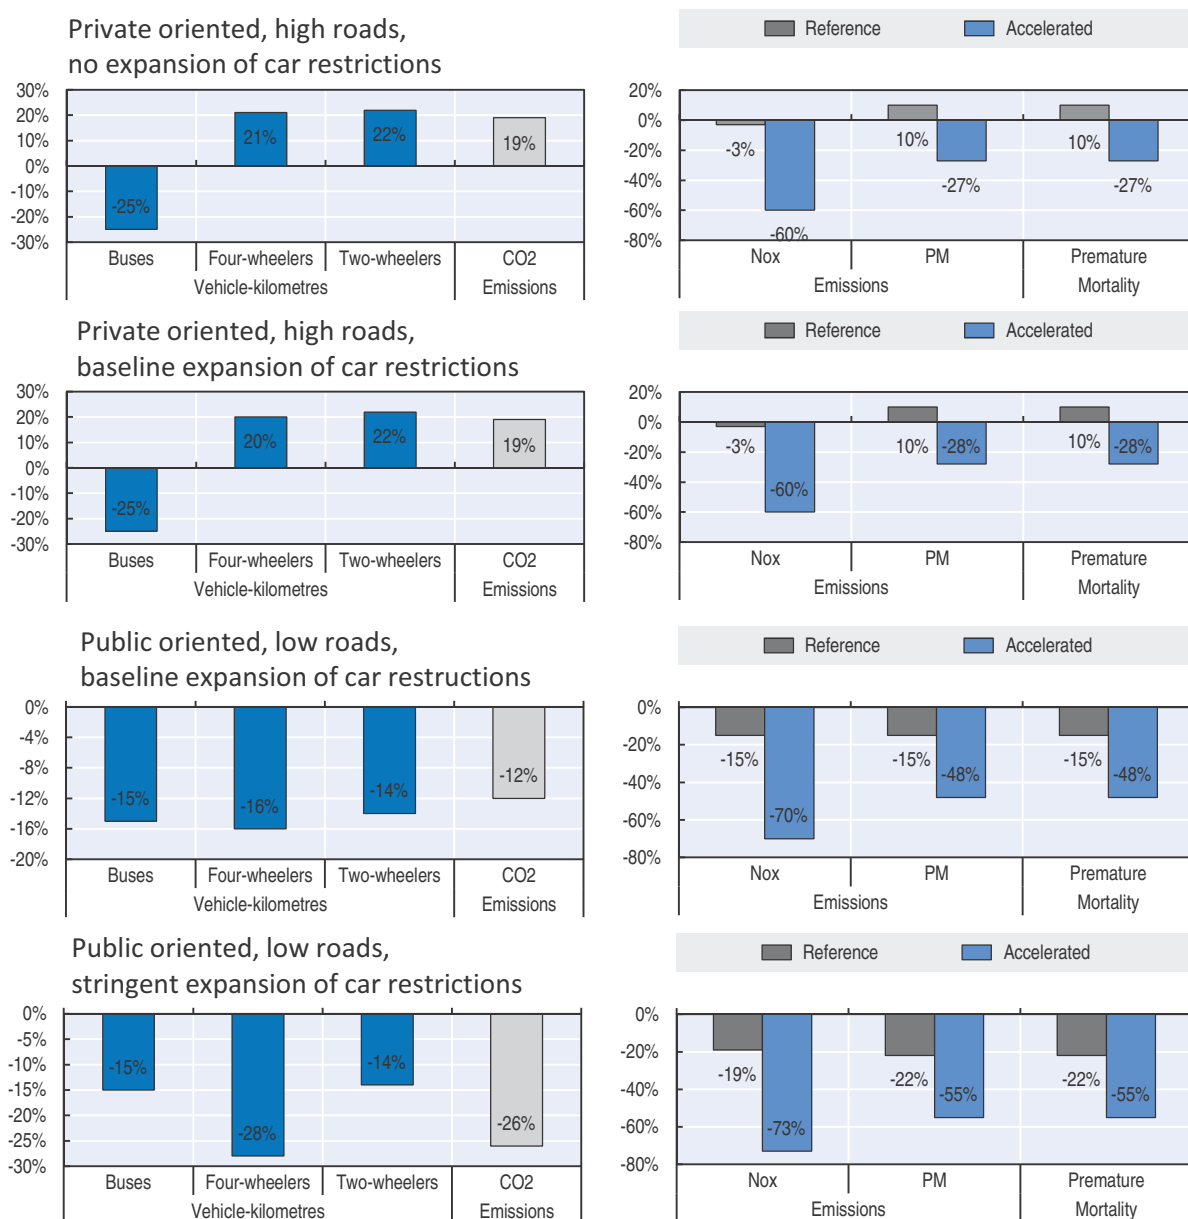 Private oriented, high roads,
no expansion of car restrictions
30%
20%
10%
0%
-10%
-20%
-30%
-25%
21%
22%
19%
Buses
Four-wheelers
Two-wheelers
CO2
Vehicle-kilometres
Emissions
Reference
Accelerated
20%
0%
-20%
-40%
-60%
-80%
-3%
-60%
10%
-27%
10%
-27%
Nox
PM
Premature
Emissions
Mortality
Private oriented, high roads,
baseline expansion of car restrictions
30%
20%
10%
0%
-10%
-20%
-30%
-25%
20%
22%
19%
Buses
Four-wheelers
Two-wheelers
CO2
Vehicle-kilometres
Emissions
Reference
Accelerated
20%
0%
-20%
-40%
-60%
-80%
-3%
-60%
10%
-28%
10%
-28%
Nox
PM
Premature
Emissions
Mortality
Public oriented, low roads,
baseline expansion of car restructions
0%
-4%
-8%
-12%
-16%
-20%
-15%
-16%
-14%
-12%
Buses
Four-wheelers
Two-wheelers
CO2
Vehicle-kilometres
Emissions
Reference
Accelerated
0%
-20%
-40%
-60%
-80%
-15%
-70%
-15%
-48%
-15%
-48%
Nox
PM
Premature
Emissions
Mortality
Public oriented, low roads,
stringent expansion of car restrictions
0%
-5%
-10%
-15%
-20%
-25%
-30%
-15%
-28%
-14%
-26%
Buses
Four-wheelers
Two-wheelers
CO2
Vehicle-kilometres
Emissions
Reference
Accelerated
0%
-20%
-40%
-60%
-80%
-19%
-73%
-22%
-55%
-22%
-55%
Nox
PM
Premature
Emissions
Mortality